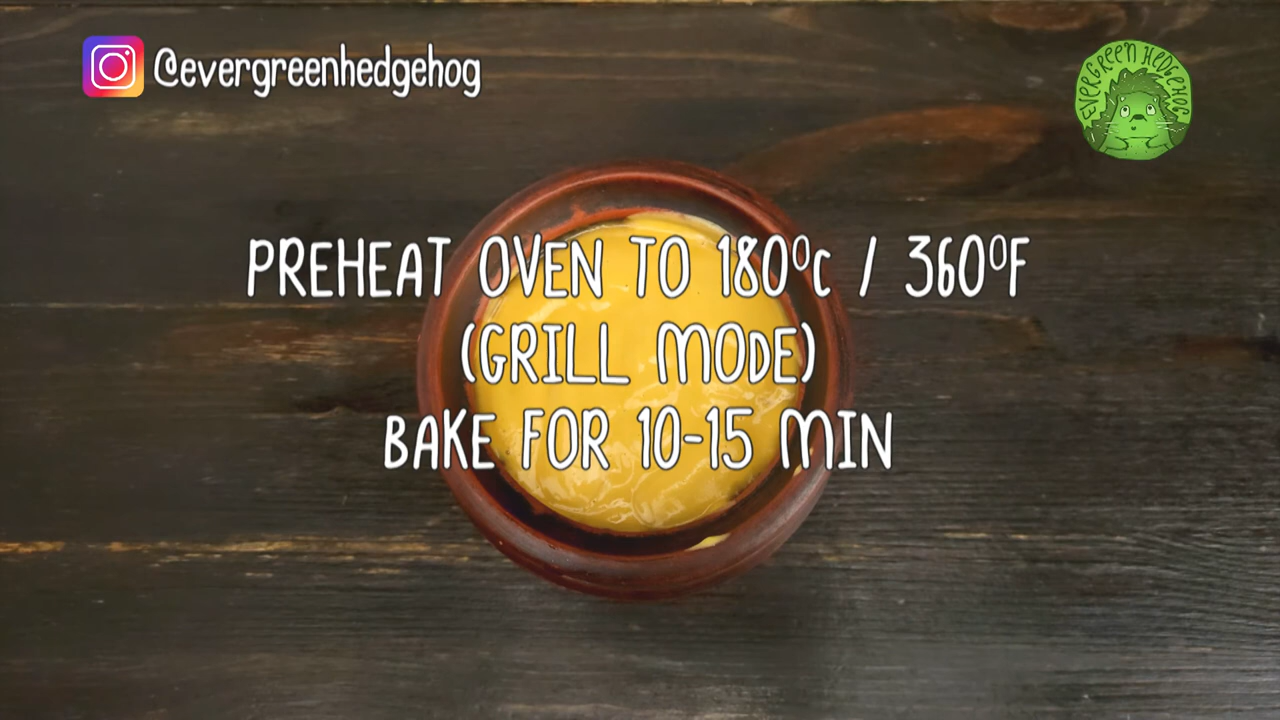 @evergreenhedgehog
EVERGREEN HEDGEHOG
PREHEAT OVEN TO 180ºC / 360ºF
(GRILL MODE)
BAKE FOR 10-15 MIN